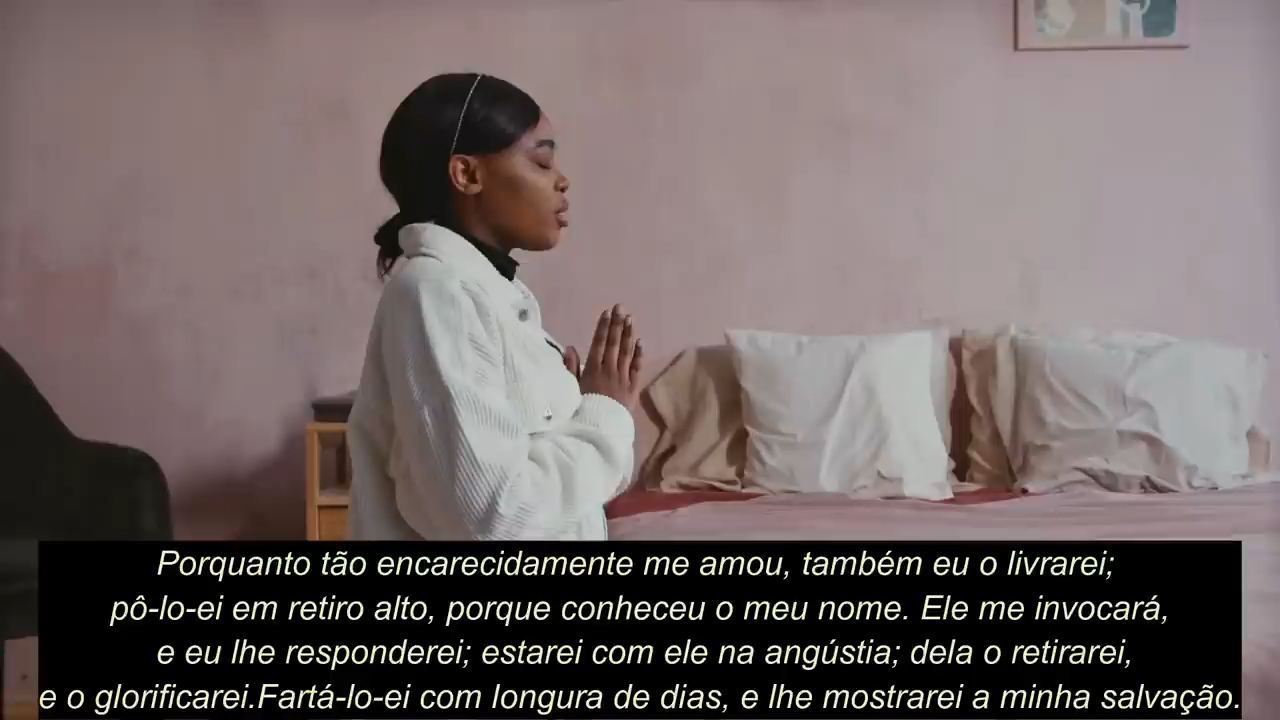 Porquanto tão encarecidamente me amou, também eu o livrarei;
pô-lo-ei em retiro alto, porque conheceu o meu nome. Ele me invocará,
e eu lhe responderei; estarei com ele na angústia; dela o retirarei,
e o glorificarei.Fartá-lo-ei com longura de dias, e lhe mostrarei a minha salvação.